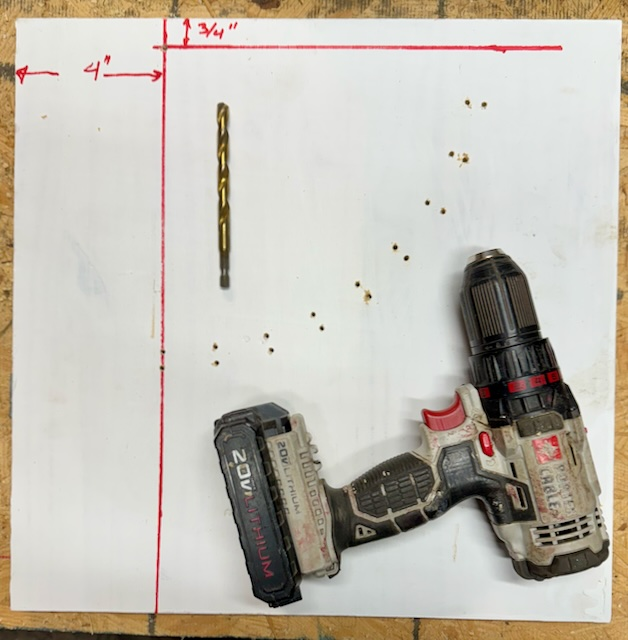 3/4"
4"
20V LITHIUM
20V LITHIUM
PORTER
CABLE